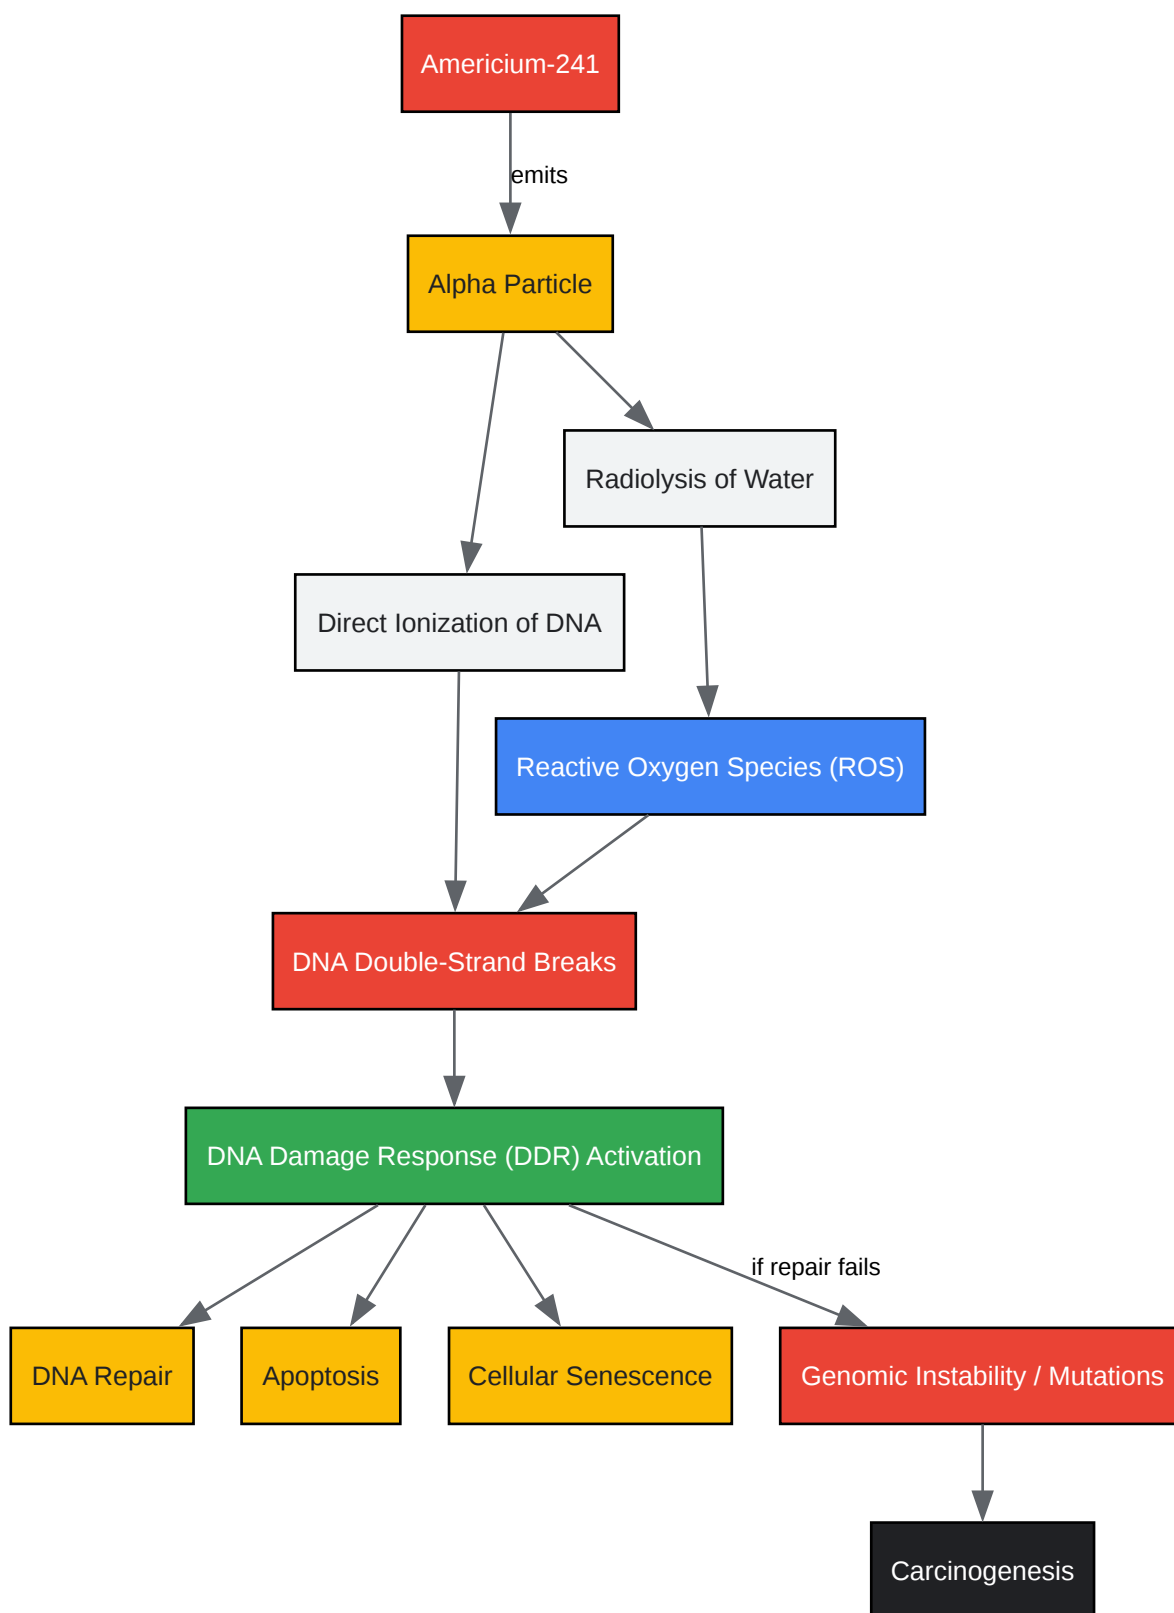 Americium-241
emits
Alpha Particle
Radiolysis of Water
Direct Ionization of DNA
Reactive Oxygen Species (ROS)
DNA Double-Strand Breaks
DNA Damage Response (DDR) Activation
if repair fails
DNA Repair
Apoptosis
Cellular Senescence
Genomic Instability / Mutations
Carcinogenesis